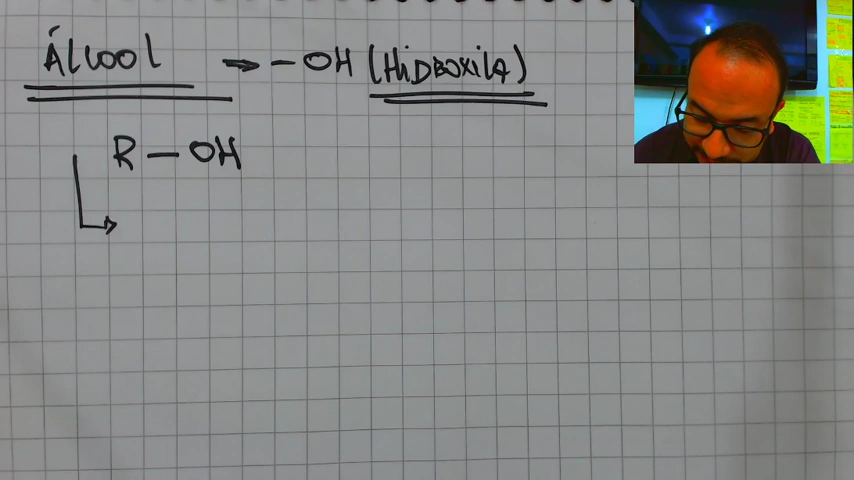 Álcool → – OH (HiDROXiLA)
R – OH